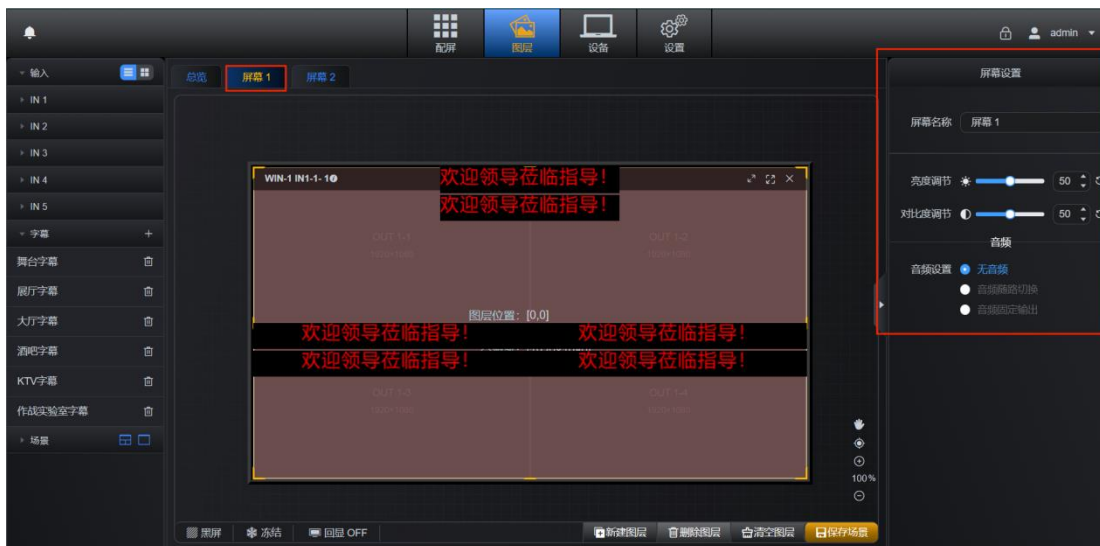 配屏
图层
设备
设置
admin
输入
IN 1
IN 2
IN 3
IN 4
IN 5
字幕
舞台字幕
展厅字幕
大厅字幕
酒吧字幕
KTV字幕
作战实验室字幕
场景
总览
屏幕 1
屏幕 2
WIN-1 IN1-1- 1
欢迎领导莅临指导！
欢迎领导莅临指导！
OUT 1-1
1920×1080
OUT 1-2
1920×1080
图层位置：[0,0]
欢迎领导莅临指导！
欢迎领导莅临指导！
欢迎领导莅临指导！
欢迎领导莅临指导！
OUT 1-3
1920×1080
OUT 1-4
1920×1080
100%
黑屏
冻结
回显 OFF
新建图层
删除图层
清空图层
保存场景
屏幕设置
屏幕名称 屏幕 1
亮度调节 50
对比度调节 50
音频
音频设置 无音频
音频随路切换
音频固定输出